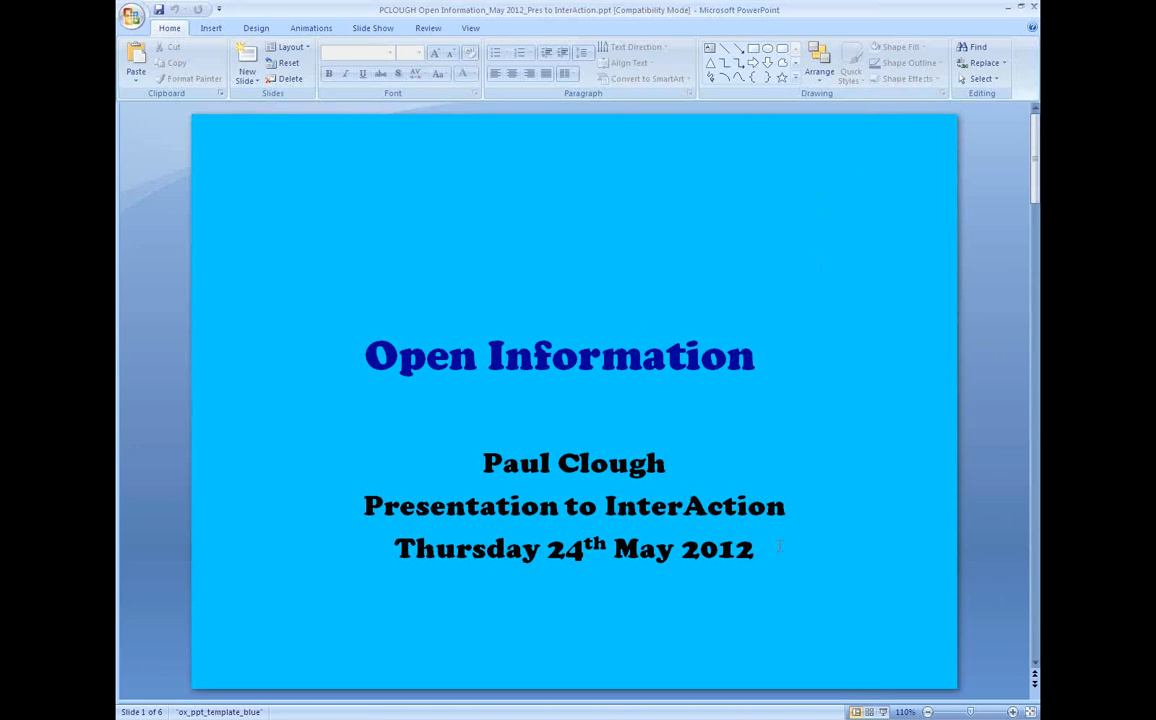 PCLOUGH Open Information_May 2012_Pres to InterAction.ppt [Compatibility Mode] - Microsoft PowerPoint
Home Insert Design Animations Slide Show Review View
Paste
Cut
Copy
Format Painter
Clipboard
New Slide
Layout
Reset
Delete
Slides
B I U abc S AV Aa A
Font
Text Direction
Align Text
Convert to SmartArt
Paragraph
Arrange
Quick Styles
Shape Fill
Shape Outline
Shape Effects
Drawing
Find
Replace
Select
Editing
Open Information
Paul Clough
Presentation to InterAction
Thursday 24th May 2012
Slide 1 of 6 "ox_ppt_template_blue" 110%